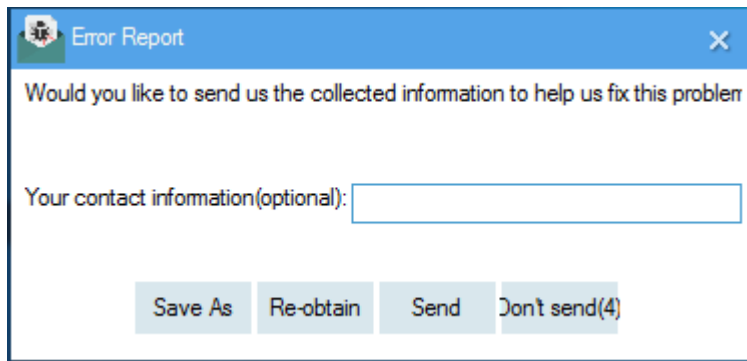 Error Report
Would you like to send us the collected information to help us fix this problem
Your contact information(optional):
Save As Re-obtain Send Don't send(4)